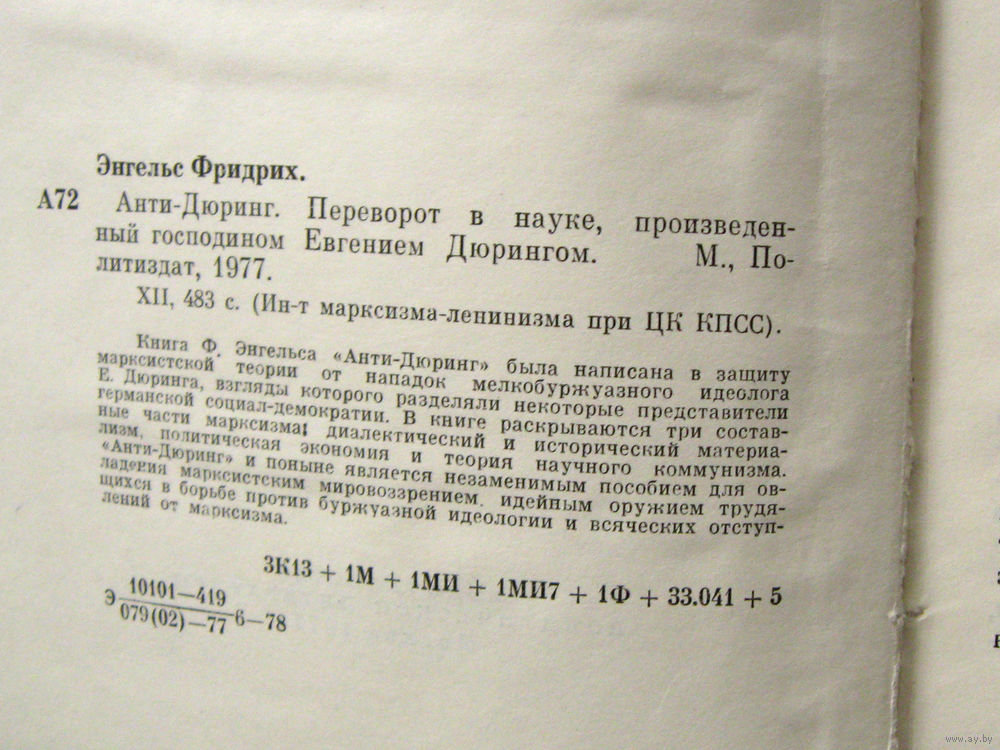 Энгельс Фридрих.
А72 Анти-Дюринг. Переворот в науке, произведен-
ный господином Евгением Дюрингом. М., По-
литиздат, 1977.
XII, 483 с. (Ин-т марксизма-ленинизма при ЦК КПСС).
Книга Ф. Энгельса «Анти-Дюринг» была написана в защиту
марксистской теории от нападок мелкобуржуазного идеолога
Е. Дюринга, взгляды которого разделяли некоторые представители
германской социал-демократии. В книге раскрываются три состав-
ные части марксизма: диалектический и исторический материа-
лизм, политическая экономия и теория научного коммунизма.
«Анти-Дюринг» и поныне является незаменимым пособием для ов-
ладения марксистским мировоззрением, идейным оружием трудя-
щихся в борьбе против буржуазной идеологии и всяческих отступ-
лений от марксизма.
3К13 + 1М + 1МИ + 1МИ7 + 1Ф + 33.041 + 5
Э 10101—419
079(02)—77 6—78
www.ay.by